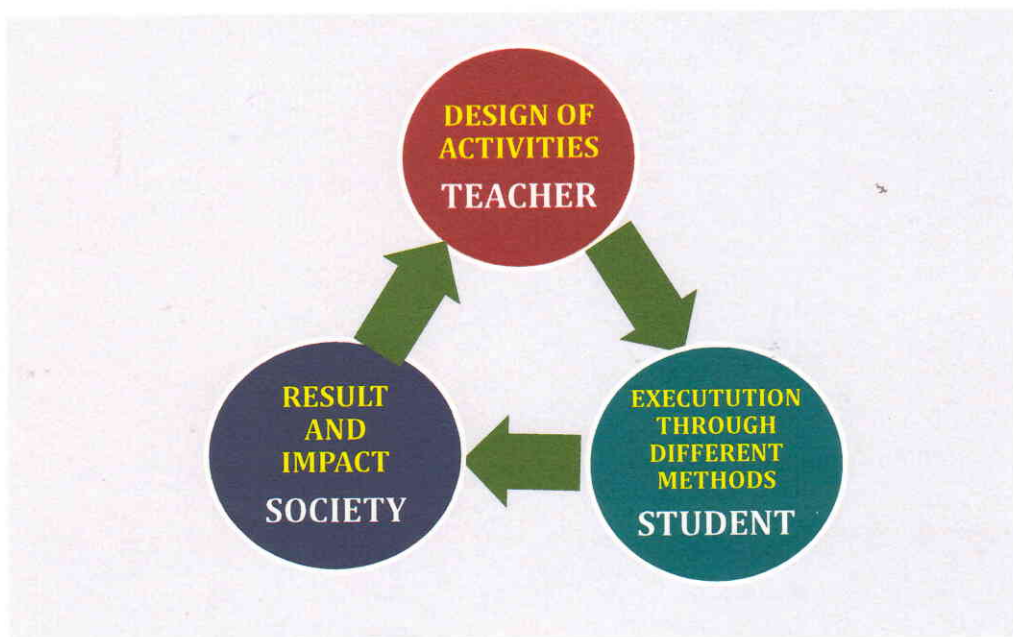 DESIGN OF
ACTIVITIES
TEACHER
EXECUTUTION
THROUGH
DIFFERENT
METHODS
STUDENT
RESULT
AND
IMPACT
SOCIETY